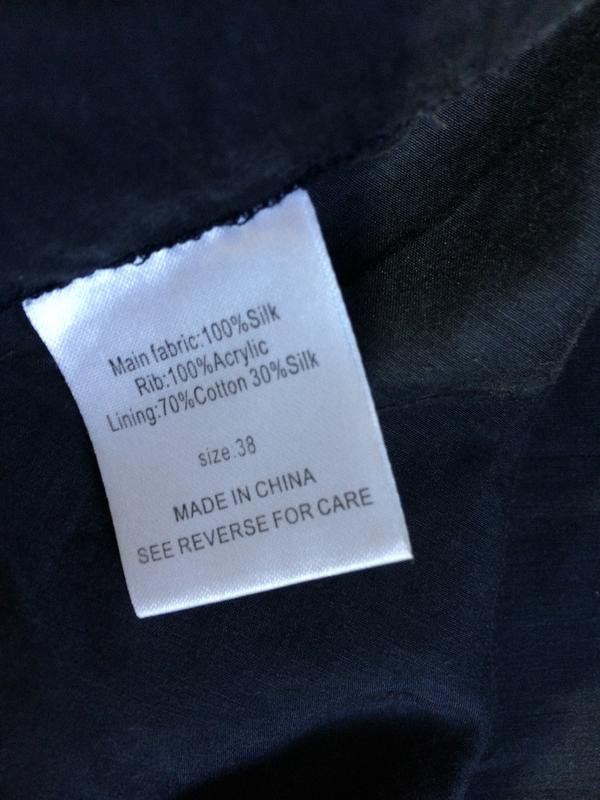 Main fabric:100%Silk
Rib:100%Acrylic
Lining:70%Cotton 30%Silk
size.38
MADE IN CHINA
SEE REVERSE FOR CARE